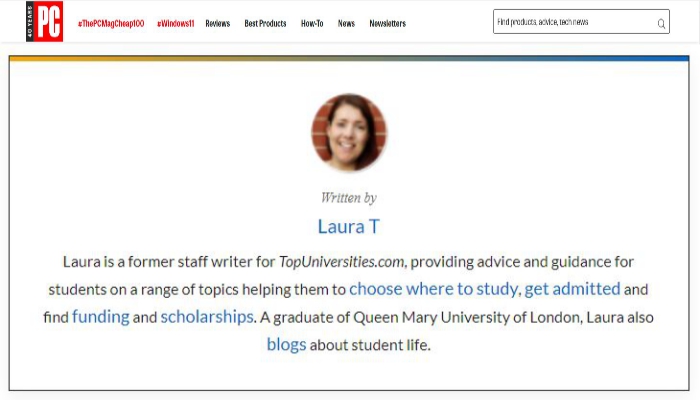 40 YEARS PC #ThePCMagCheap100 #Windows11 Reviews Best Products How-To News Newsletters Find products, advice, tech news
Written by
Laura T
Laura is a former staff writer for TopUniversities.com, providing advice and guidance for
students on a range of topics helping them to choose where to study, get admitted and
find funding and scholarships. A graduate of Queen Mary University of London, Laura also
blogs about student life.